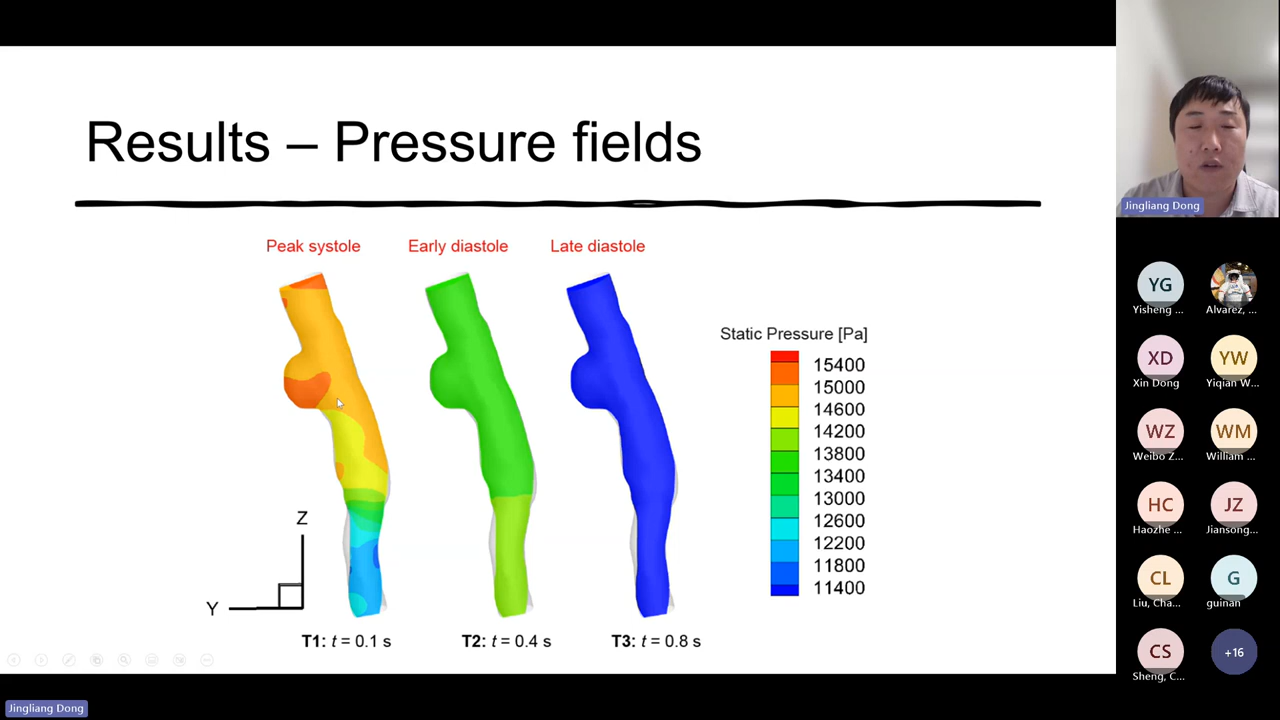 Results – Pressure fields
Peak systole
Early diastole
Late diastole
Static Pressure [Pa]
15400
15000
14600
14200
13800
13400
13000
12600
12200
11800
11400
Z
Y
T1: t = 0.1 s
T2: t = 0.4 s
T3: t = 0.8 s
Jingliang Dong
Jingliang Dong
YG
Yisheng ...
Alvarez, ...
XD
Xin Dong
YW
Yiqian W...
WZ
Weibo Z...
WM
William ...
HC
Haozhe ...
JZ
Jiansong...
CL
Liu, Cha...
G
guinan
CS
Sheng, C...
+16